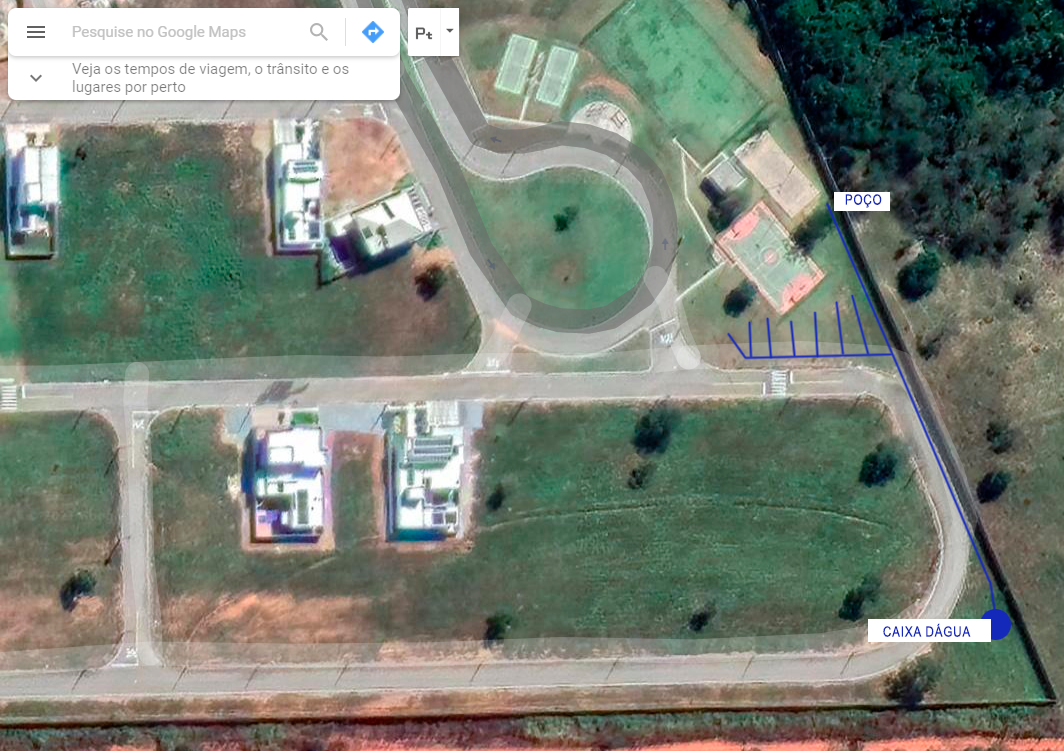 Pesquise no Google Maps
Pt
Veja os tempos de viagem, o trânsito e os
lugares por perto
POÇO
CAIXA DÁGUA